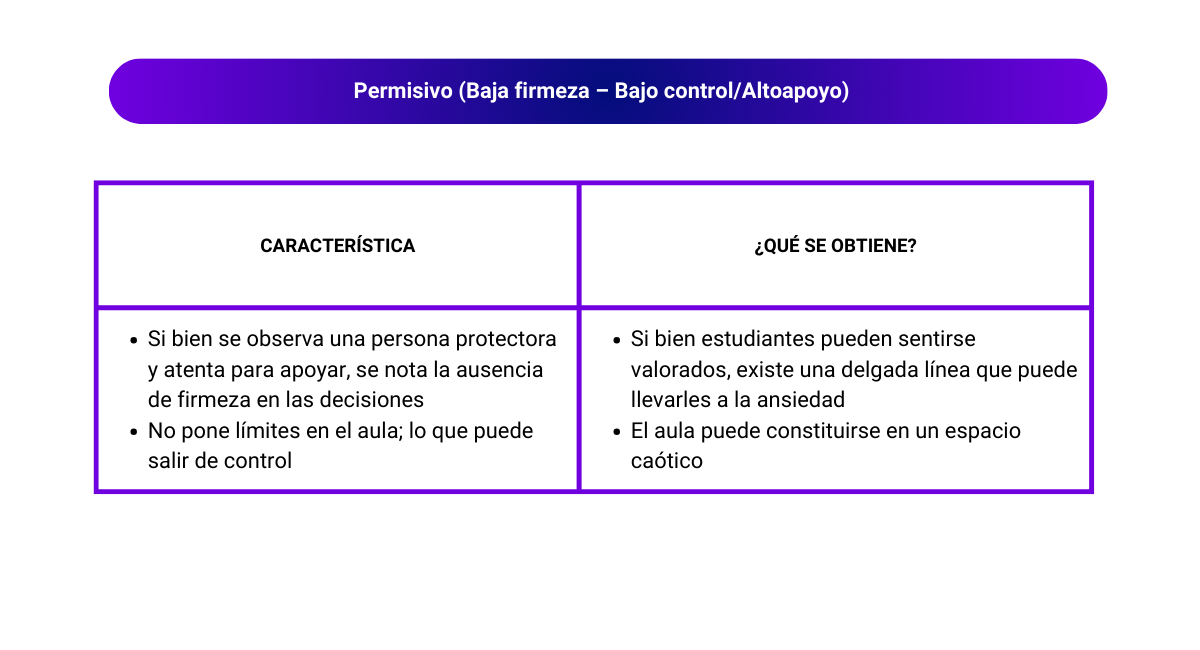 Permisivo (Baja firmeza – Bajo control/Altoapoyo)
CARACTERÍSTICA
¿QUÉ SE OBTIENE?
• Si bien se observa una persona protectora
y atenta para apoyar, se nota la ausencia
de firmeza en las decisiones
• No pone límites en el aula; lo que puede
salir de control
• Si bien estudiantes pueden sentirse
valorados, existe una delgada línea que puede
llevarles a la ansiedad
• El aula puede constituirse en un espacio
caótico